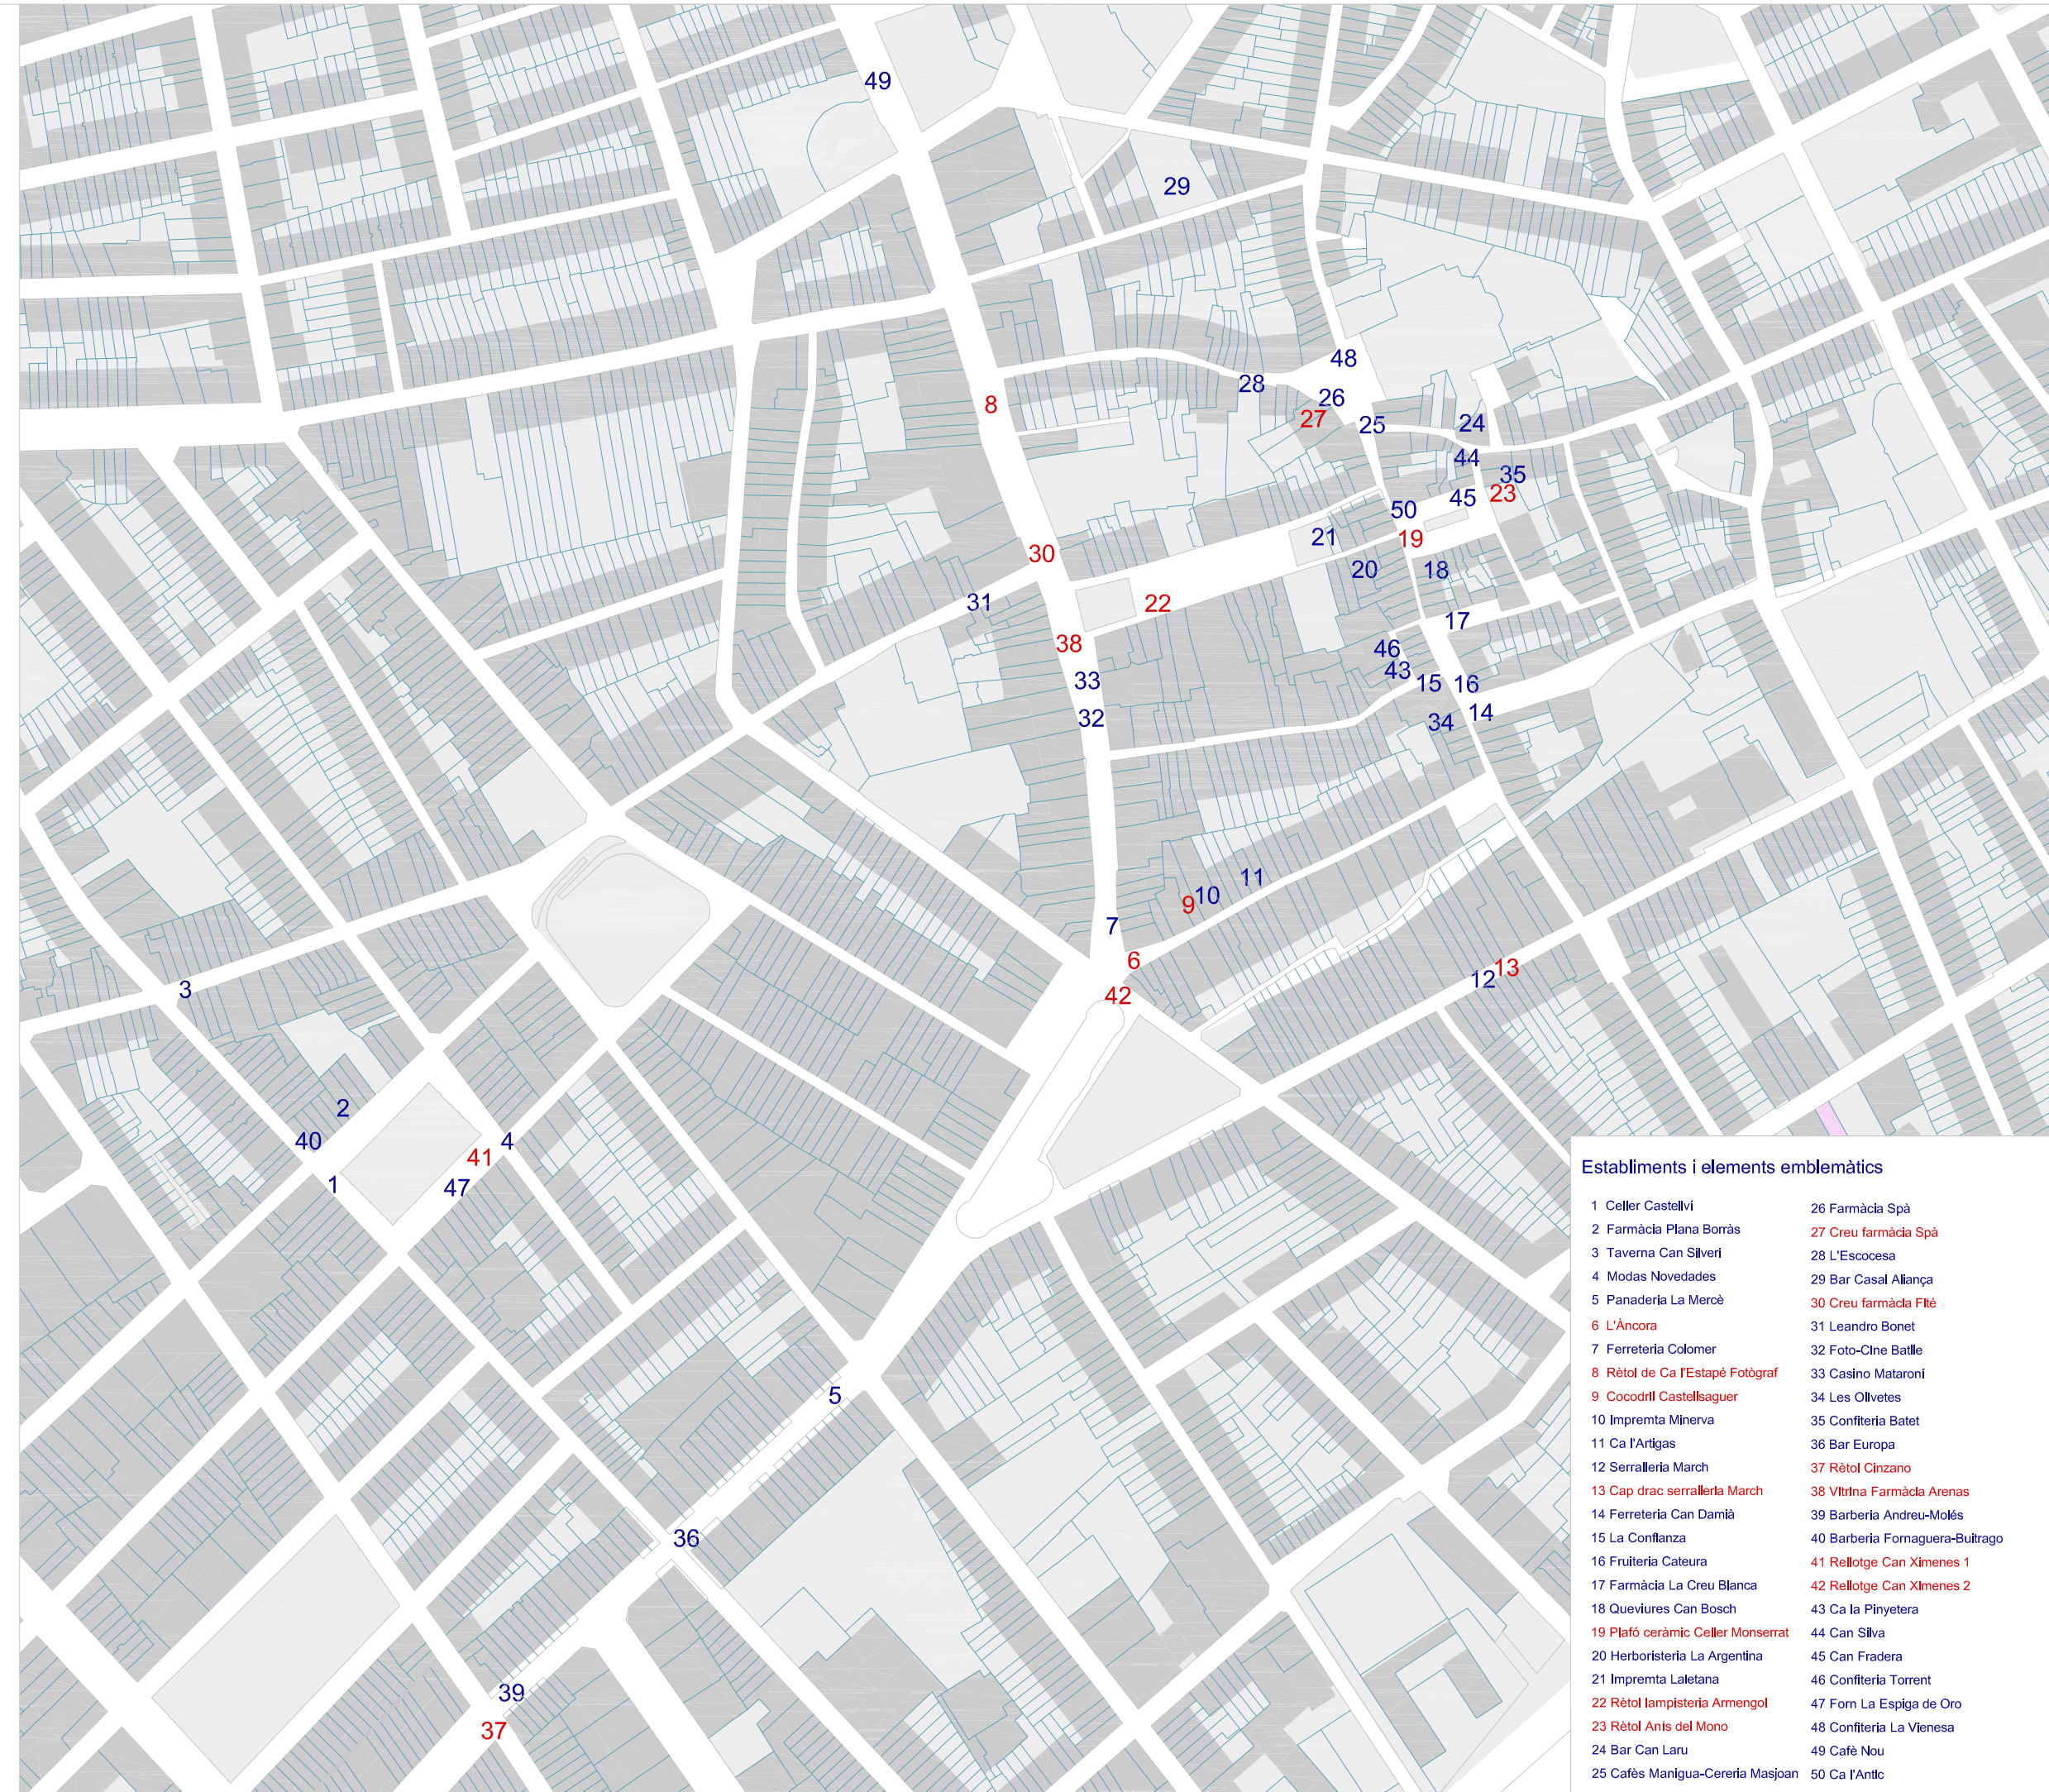 49
29
48
28
26
8
27
25
24
44
35
45
23
50
21
19
30
20
18
31
22
17
38
46
43
33
15
16
32
34
14
11
10
9
7
6
13
12
3
42
2
40
4
41
1
47
5
36
39
37
Establiments i elements emblemàtics
1 Celler Castellví
2 Farmàcia Plana Borràs
3 Taverna Can Silveri
4 Modas Novedades
5 Panaderia La Mercè
6 L'Àncora
7 Ferreteria Colomer
8 Rètol de Ca l'Estapé Fotògraf
9 Cocodril Castellsaguer
10 Impremta Minerva
11 Ca l'Artigas
12 Serralleria March
13 Cap drac serralleria March
14 Ferreteria Can Damià
15 La Confianza
16 Fruiteria Cateura
17 Farmàcia La Creu Blanca
18 Queviures Can Bosch
19 Plafó ceràmic Celler Monserrat
20 Herboristeria La Argentina
21 Impremta Laietana
22 Rètol lampisteria Armengol
23 Rètol Anís del Mono
24 Bar Can Laru
25 Cafès Manigua-Cereria Masjoan
26 Farmàcia Spà
27 Creu farmàcia Spà
28 L'Escocesa
29 Bar Casal Aliança
30 Creu farmàcia Fité
31 Leandro Bonet
32 Foto-Cine Batlle
33 Casino Mataroní
34 Les Olivetes
35 Confiteria Batet
36 Bar Europa
37 Rètol Cinzano
38 Vitrina Farmàcia Arenas
39 Barberia Andreu-Molés
40 Barberia Fornaguera-Buitrago
41 Rellotge Can Ximenes 1
42 Rellotge Can Ximenes 2
43 Ca la Pinyetera
44 Can Silva
45 Can Fradera
46 Confiteria Torrent
47 Forn La Espiga de Oro
48 Confiteria La Vienesa
49 Cafè Nou
50 Ca l'Antic